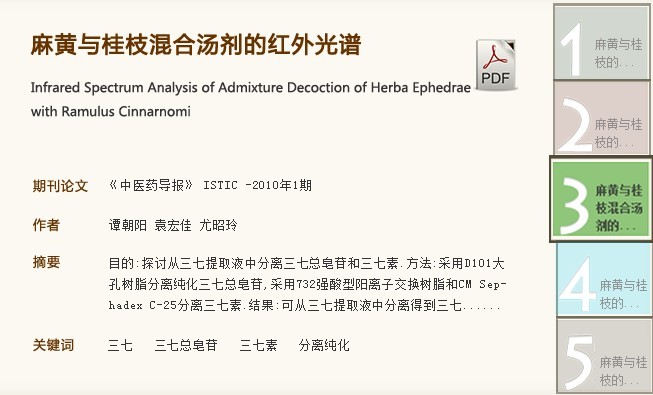 麻黄与桂枝混合汤剂的红外光谱
Infrared Spectrum Analysis of Admixture Decoction of Herba Ephedrae
with Ramulus Cinnarnomi
PDF
期刊论文 《中医药导报》 ISTIC -2010年1期
作者 谭朝阳 袁宏佳 尤昭玲
摘要 目的:探讨从三七提取液中分离三七总皂苷和三七素.方法:采用D101大
孔树脂分离纯化三七总皂苷,采用732强酸型阳离子交换树脂和CM Sep-
hadex C-25分离三七素.结果:可从三七提取液中分离得到三七......
关键词 三七 三七总皂苷 三七素 分离纯化
1 麻黄与桂
枝的...
2 麻黄与桂
枝的...
3 麻黄与桂
枝混合汤
剂的...
4 麻黄与桂
枝的...
5 麻黄与桂
枝的...